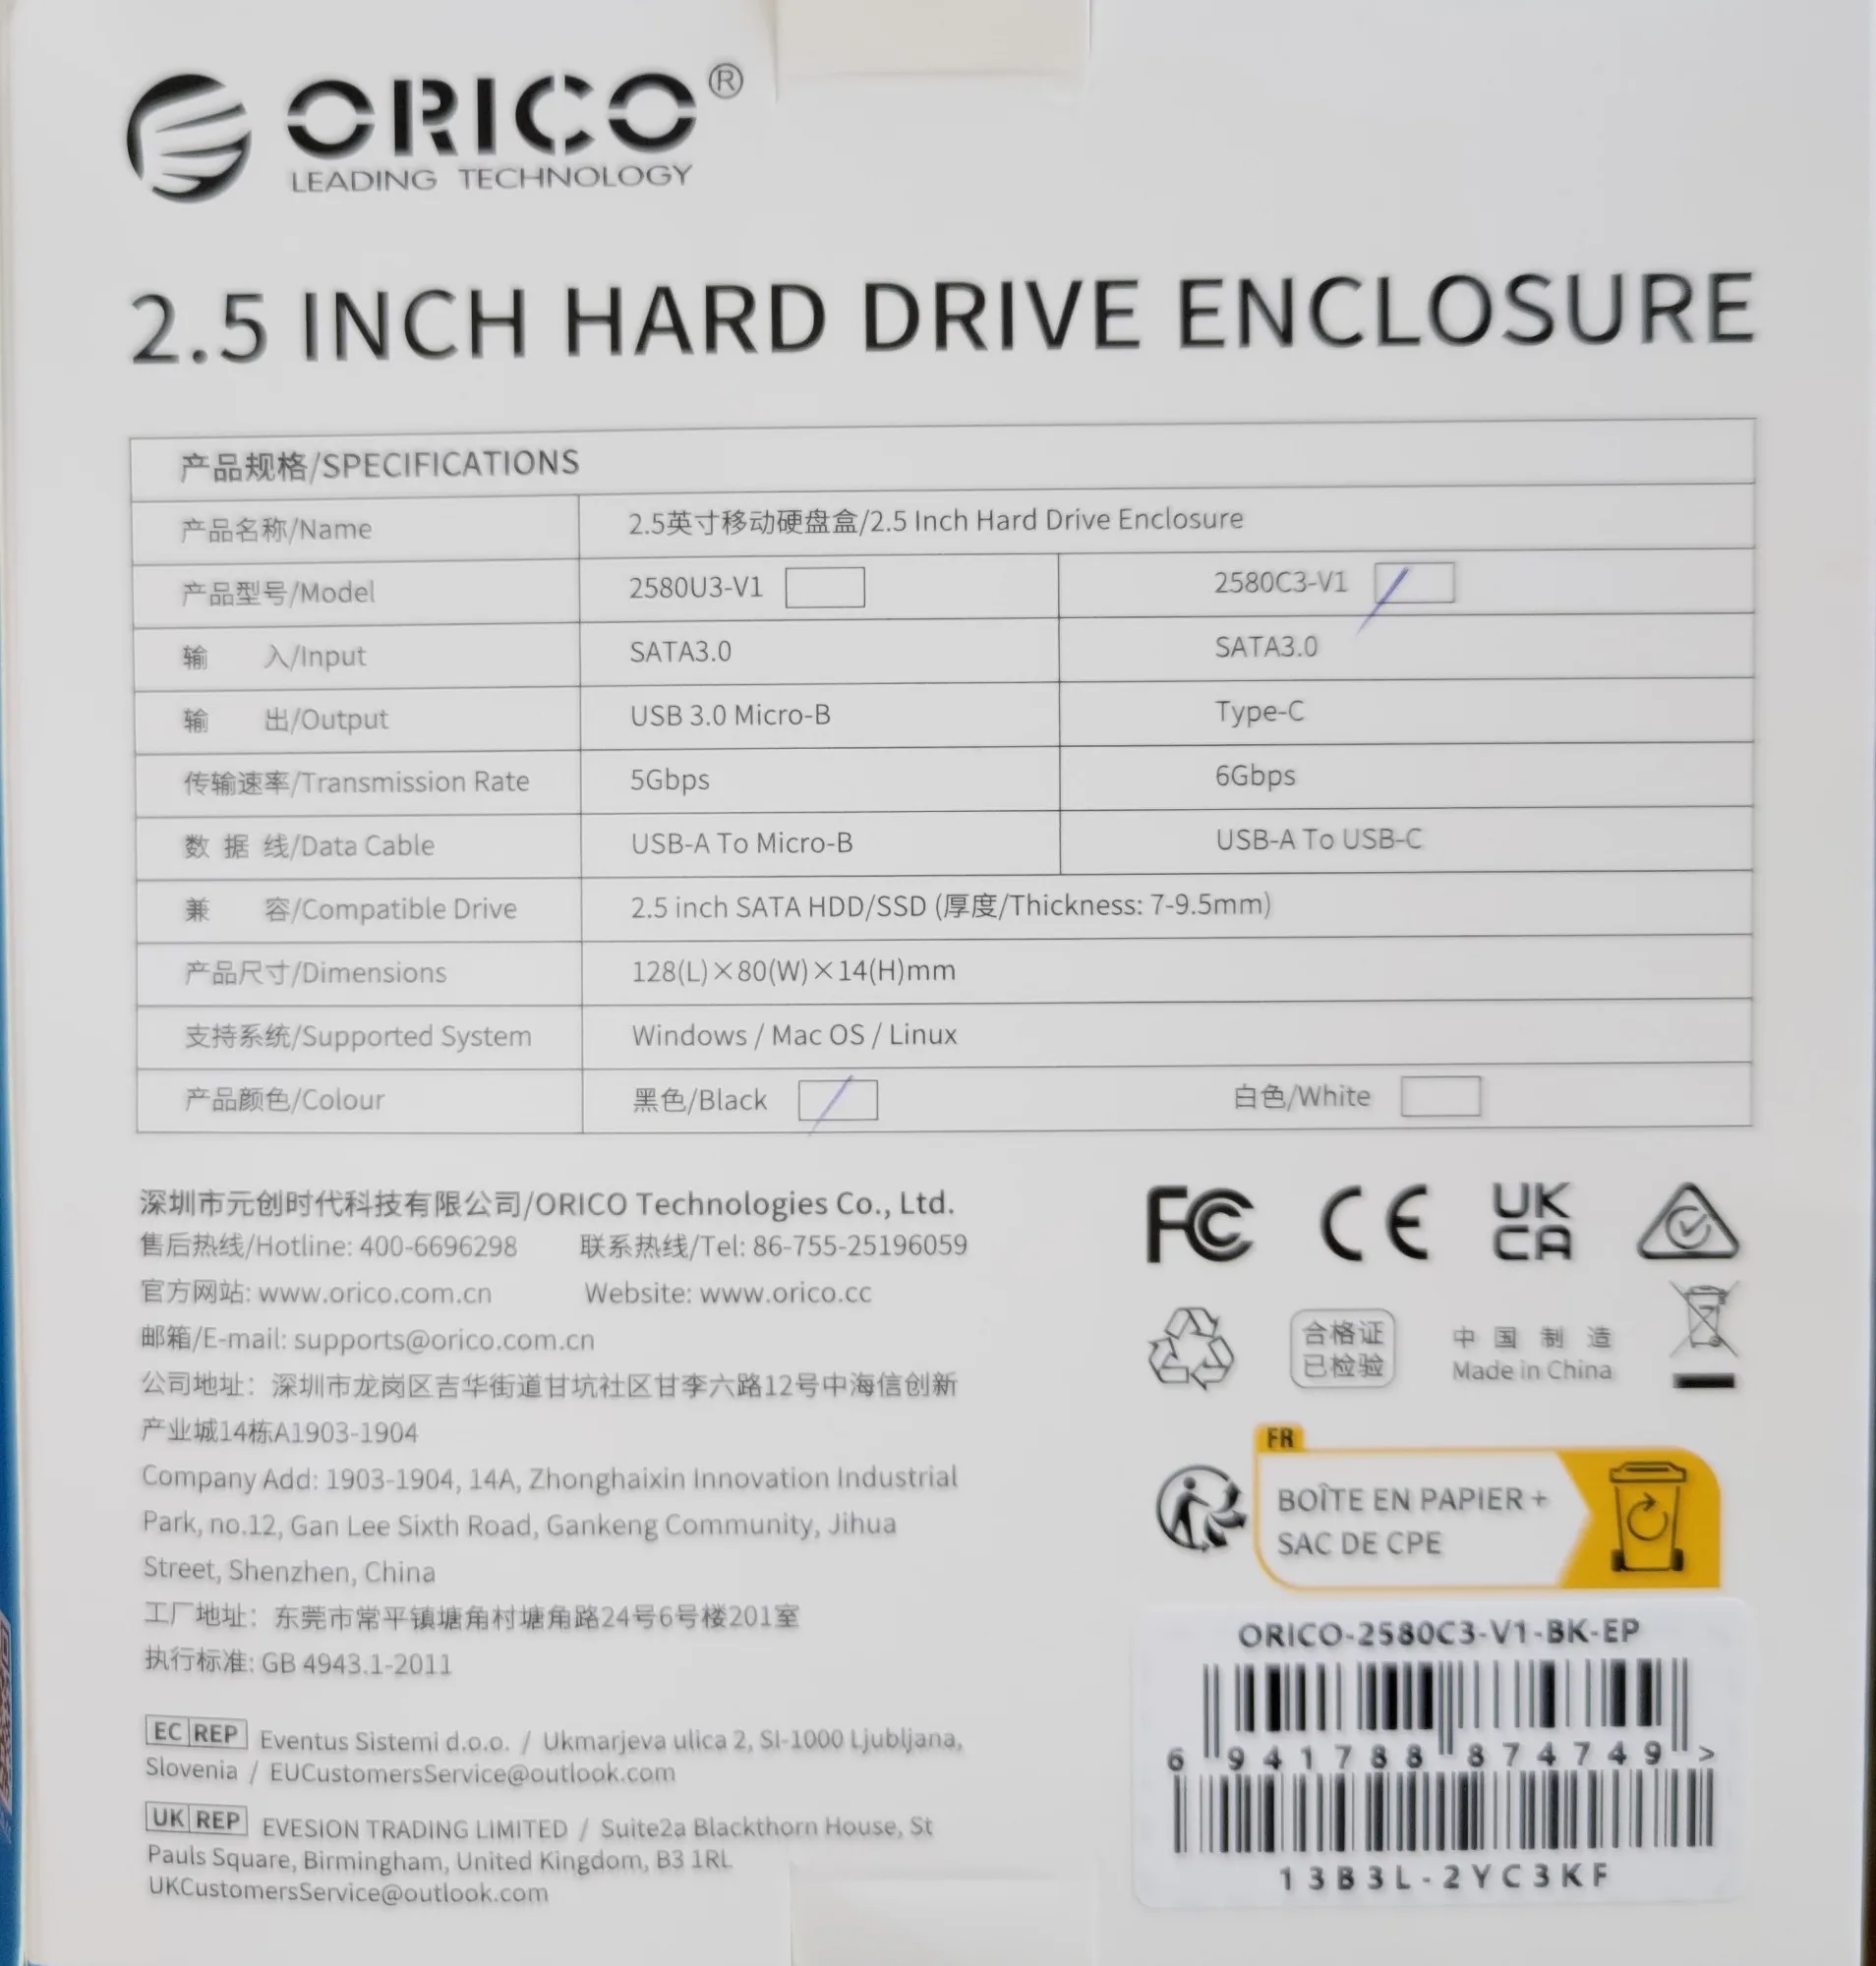 ORICO®
LEADING TECHNOLOGY
2.5 INCH HARD DRIVE ENCLOSURE
产品规格/SPECIFICATIONS
产品名称/Name 2.5英寸移动硬盘盒/2.5 Inch Hard Drive Enclosure
产品型号/Model 2580U3-V1 2580C3-V1
输 入/Input SATA3.0 SATA3.0
输 出/Output USB 3.0 Micro-B Type-C
传输速率/Transmission Rate 5Gbps 6Gbps
数 据 线/Data Cable USB-A To Micro-B USB-A To USB-C
兼 容/Compatible Drive 2.5 inch SATA HDD/SSD (厚度/Thickness: 7-9.5mm)
产品尺寸/Dimensions 128(L)×80(W)×14(H)mm
支持系统/Supported System Windows / Mac OS / Linux
产品颜色/Colour 黑色/Black 白色/White
深圳市元创时代科技有限公司/ORICO Technologies Co., Ltd.
售后热线/Hotline: 400-6696298 联系热线/Tel: 86-755-25196059
官方网站: www.orico.com.cn Website: www.orico.cc
邮箱/E-mail: supports@orico.com.cn
公司地址：深圳市龙岗区吉华街道甘坑社区甘李六路12号中海信创新
产业城14栋A1903-1904
Company Add: 1903-1904, 14A, Zhonghaixin Innovation Industrial
Park, no.12, Gan Lee Sixth Road, Gankeng Community, Jihua
Street, Shenzhen, China
工厂地址：东莞市常平镇塘角村塘角路24号6号楼201室
执行标准: GB 4943.1-2011
EC REP Eventus Sistemi d.o.o. / Ukmarjeva ulica 2, SI-1000 Ljubljana,
Slovenia / EUCustomersService@outlook.com
UK REP EVESION TRADING LIMITED / Suite2a Blackthorn House, St
Pauls Square, Birmingham, United Kingdom, B3 1RL
UKCustomersService@outlook.com
FC CE UK
CA
合格证
已检验
中 国 制 造
Made in China
FR
BOÎTE EN PAPIER +
SAC DE CPE
ORICO-2580C3-V1-BK-EP
6 941788 874749 >
13B3L-2YC3KF